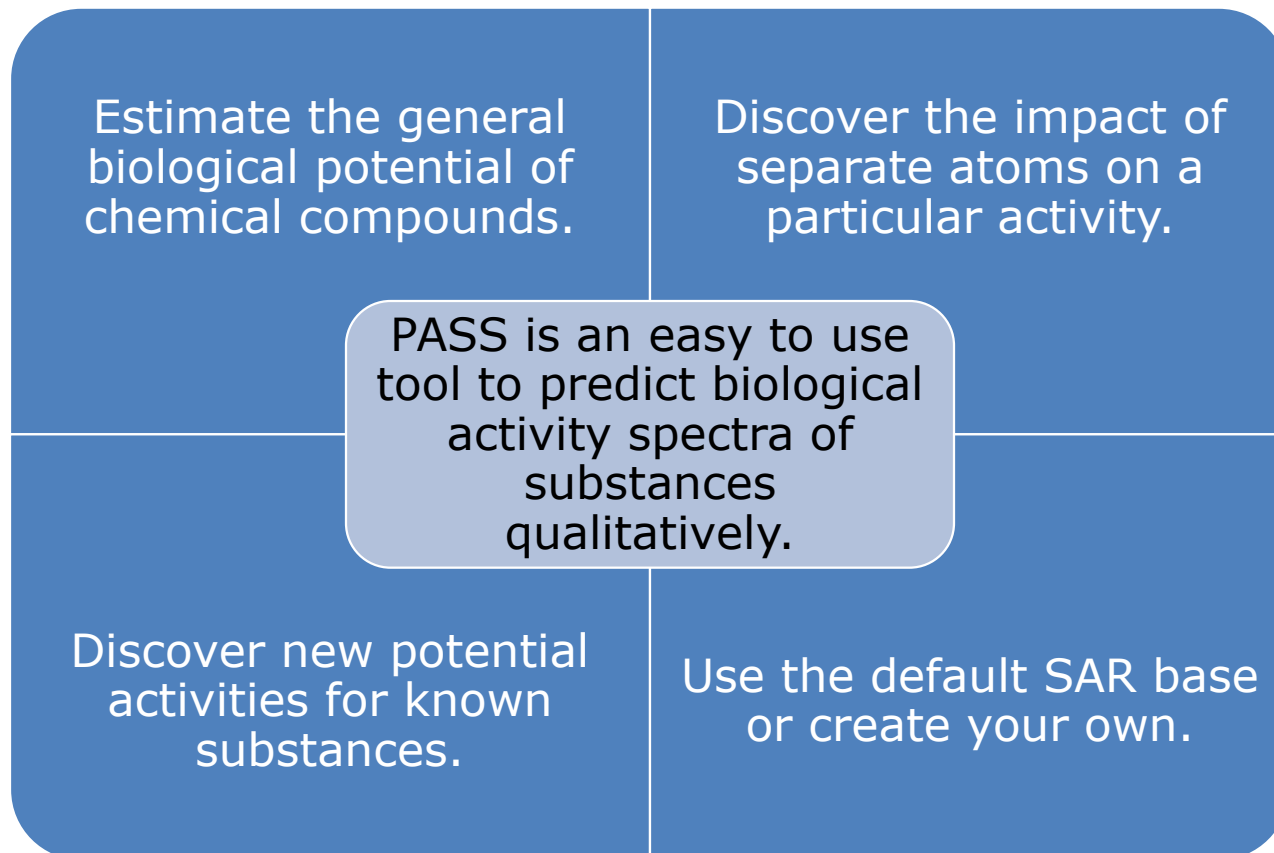 Estimate the general
biological potential of
chemical compounds.
Discover the impact of
separate atoms on a
particular activity.
PASS is an easy to use
tool to predict biological
activity spectra of
substances
qualitatively.
Discover new potential
activities for known
substances.
Use the default SAR base
or create your own.